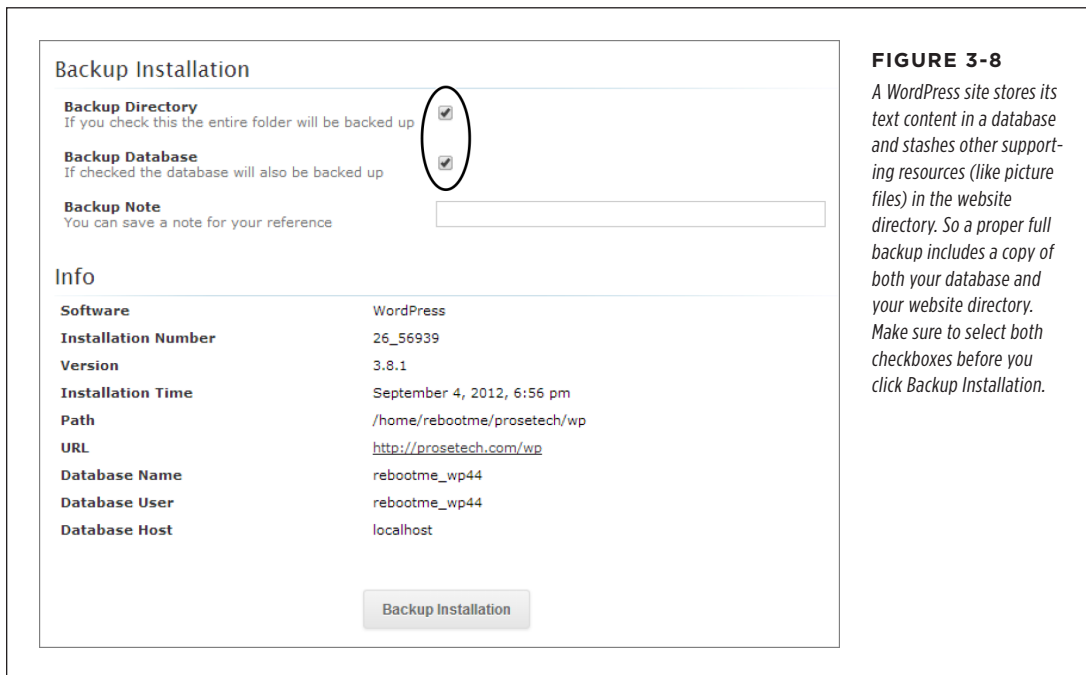 Backup Installation
Backup Directory
If you check this the entire folder will be backed up
Backup Database
If checked the database will also be backed up
Backup Note
You can save a note for your reference
Info
Software WordPress
Installation Number 26_56939
Version 3.8.1
Installation Time September 4, 2012, 6:56 pm
Path /home/rebootme/prosetech/wp
URL http://prosetech.com/wp
Database Name rebootme_wp44
Database User rebootme_wp44
Database Host localhost
Backup Installation
FIGURE 3-8
A WordPress site stores its
text content in a database
and stashes other support-
ing resources (like picture
files) in the website
directory. So a proper full
backup includes a copy of
both your database and
your website directory.
Make sure to select both
checkboxes before you
click Backup Installation.